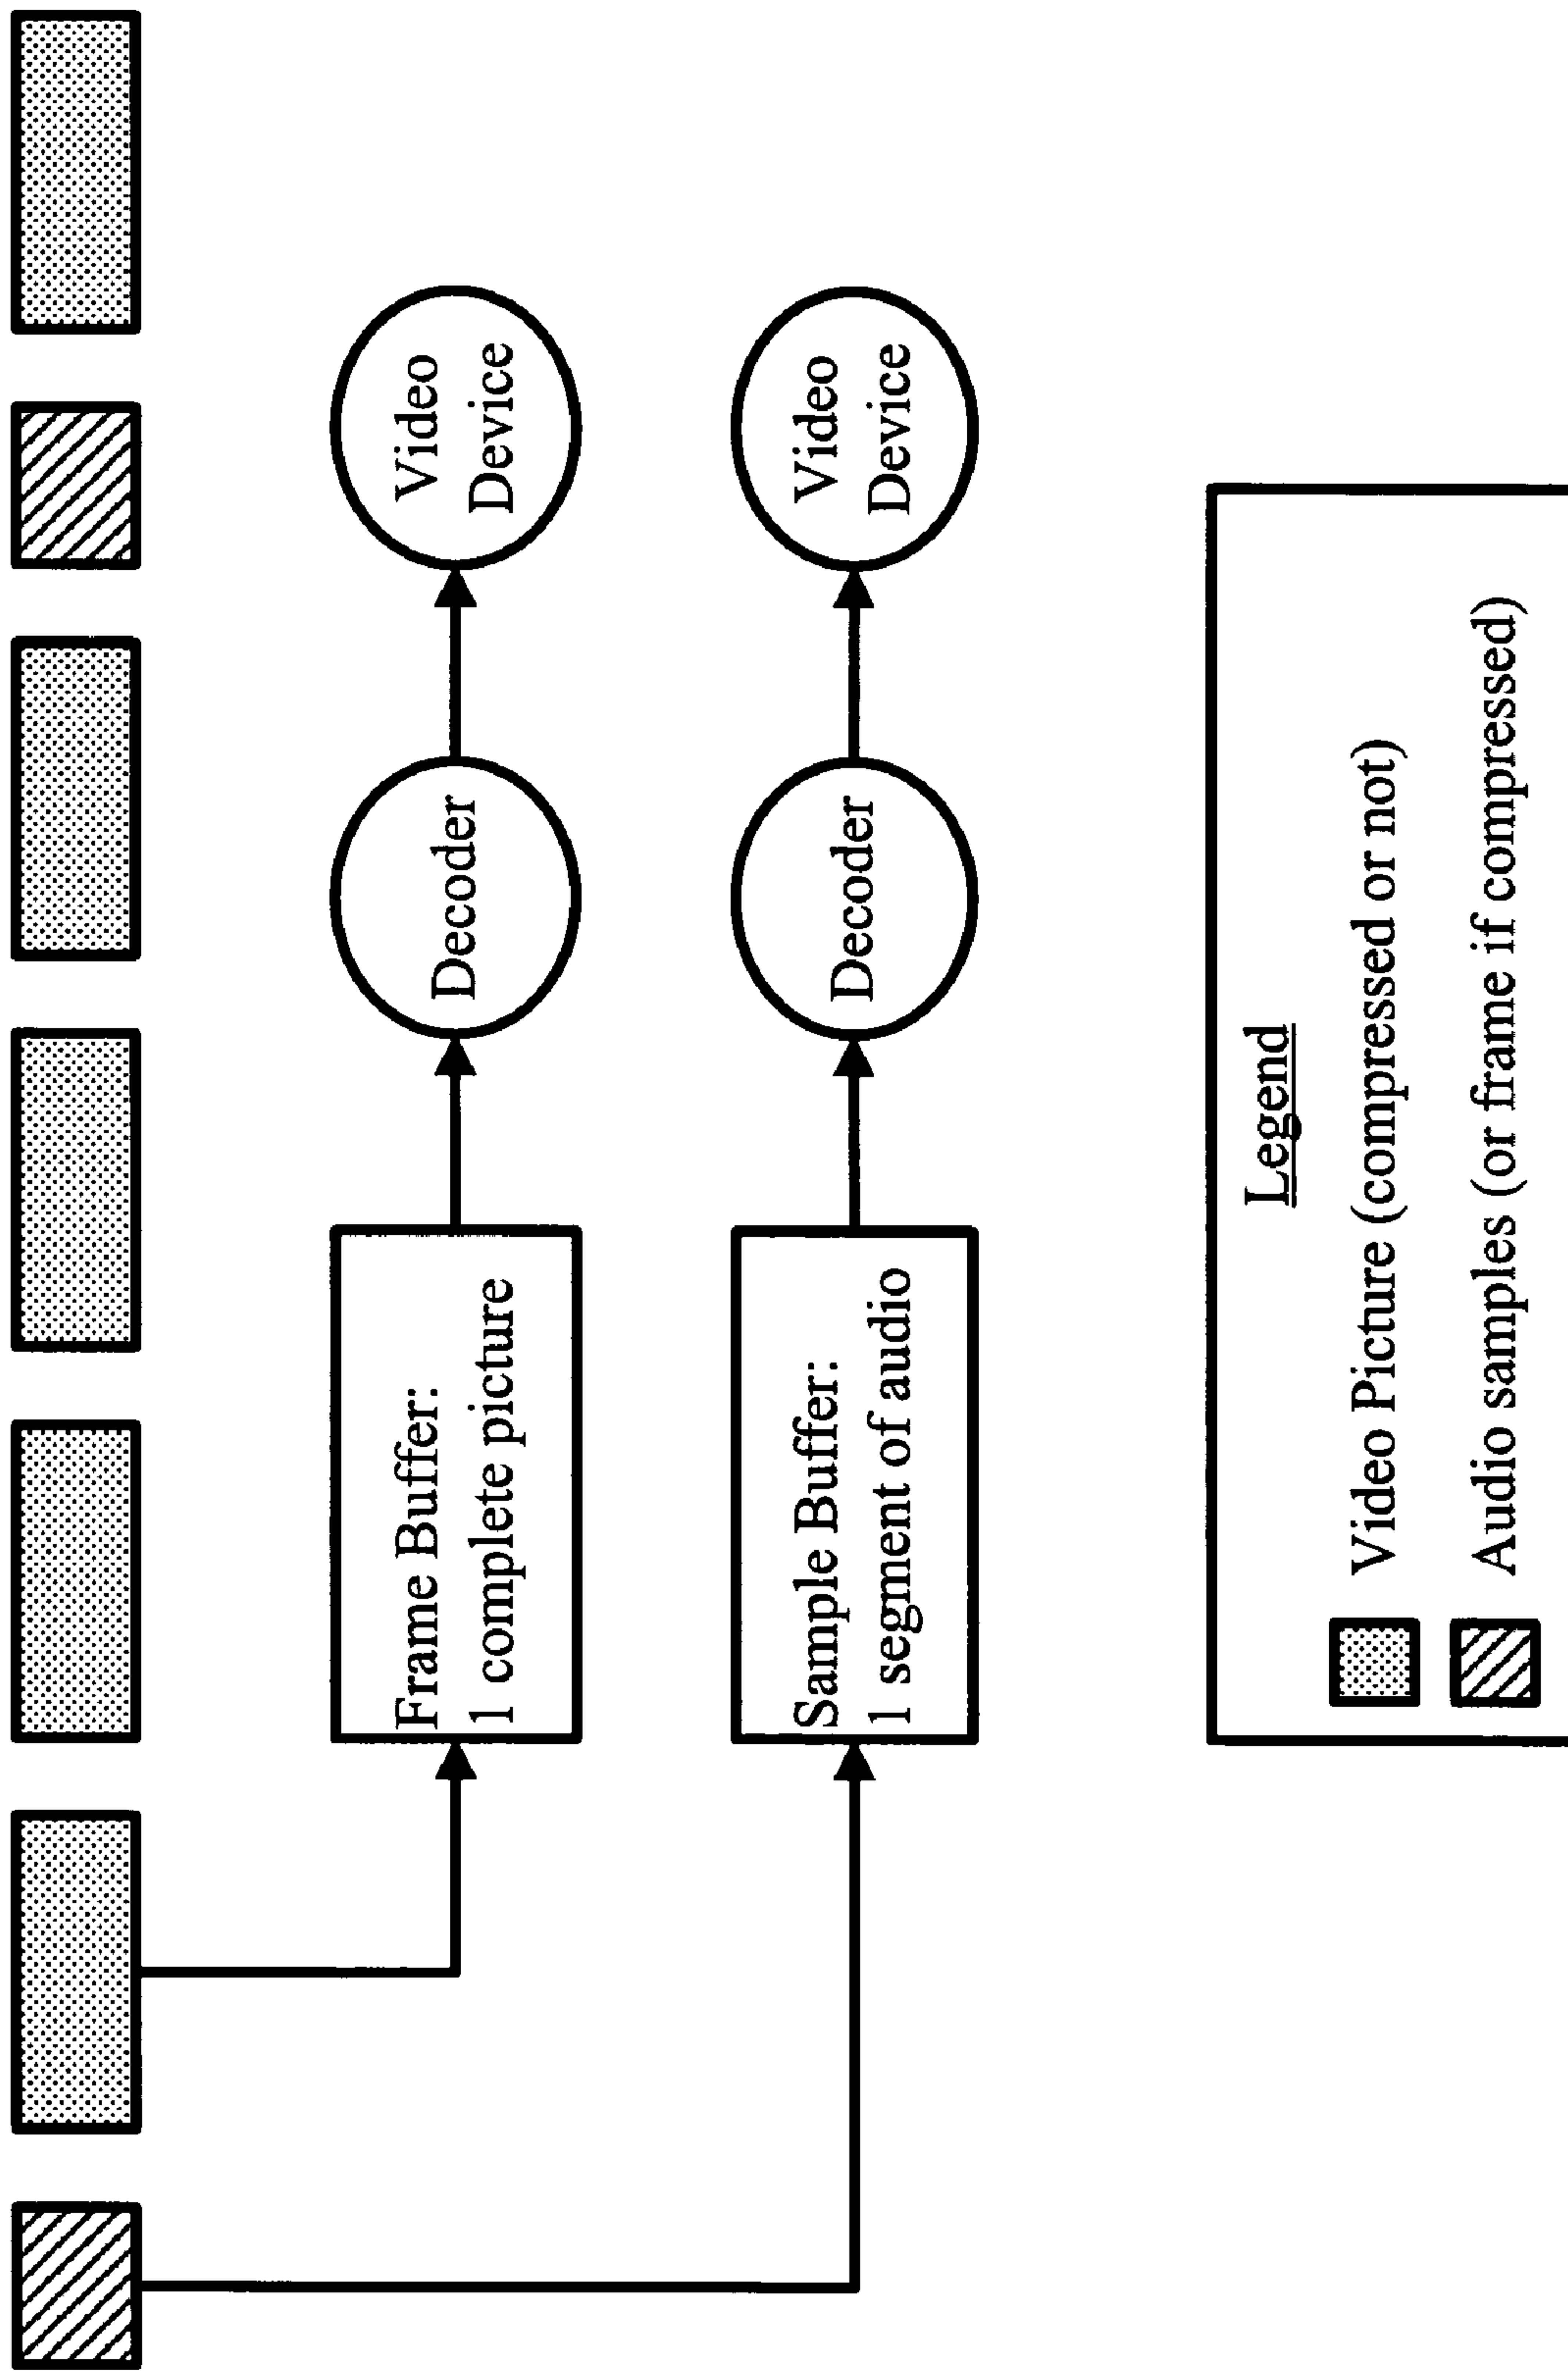 Frame Buffer:
1 complete picture
Decoder
Video
Device
Sample Buffer:
1 segment of audio
Decoder
Video
Device
Legend
Video Picture (compressed or not)
Audio samples (or frame if compressed)